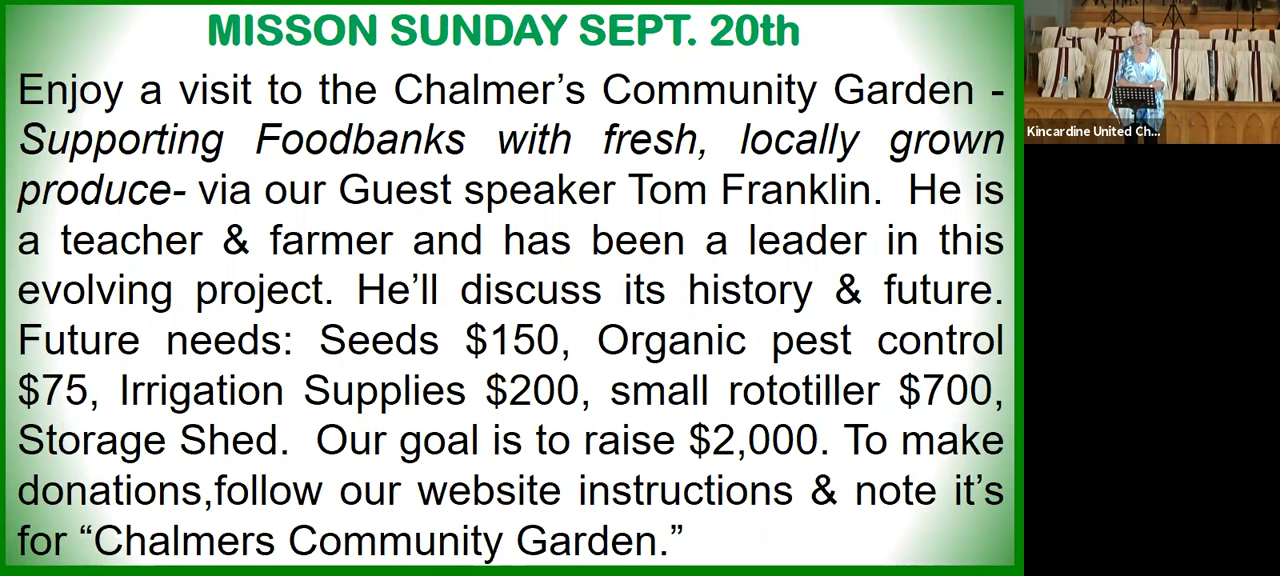 MISSON SUNDAY SEPT. 20th
Enjoy a visit to the Chalmer’s Community Garden -
Supporting Foodbanks with fresh, locally grown
produce- via our Guest speaker Tom Franklin. He is
a teacher & farmer and has been a leader in this
evolving project. He’ll discuss its history & future.
Future needs: Seeds $150, Organic pest control
$75, Irrigation Supplies $200, small rototiller $700,
Storage Shed. Our goal is to raise $2,000. To make
donations,follow our website instructions & note it’s
for “Chalmers Community Garden.”
Kincardine United Ch...